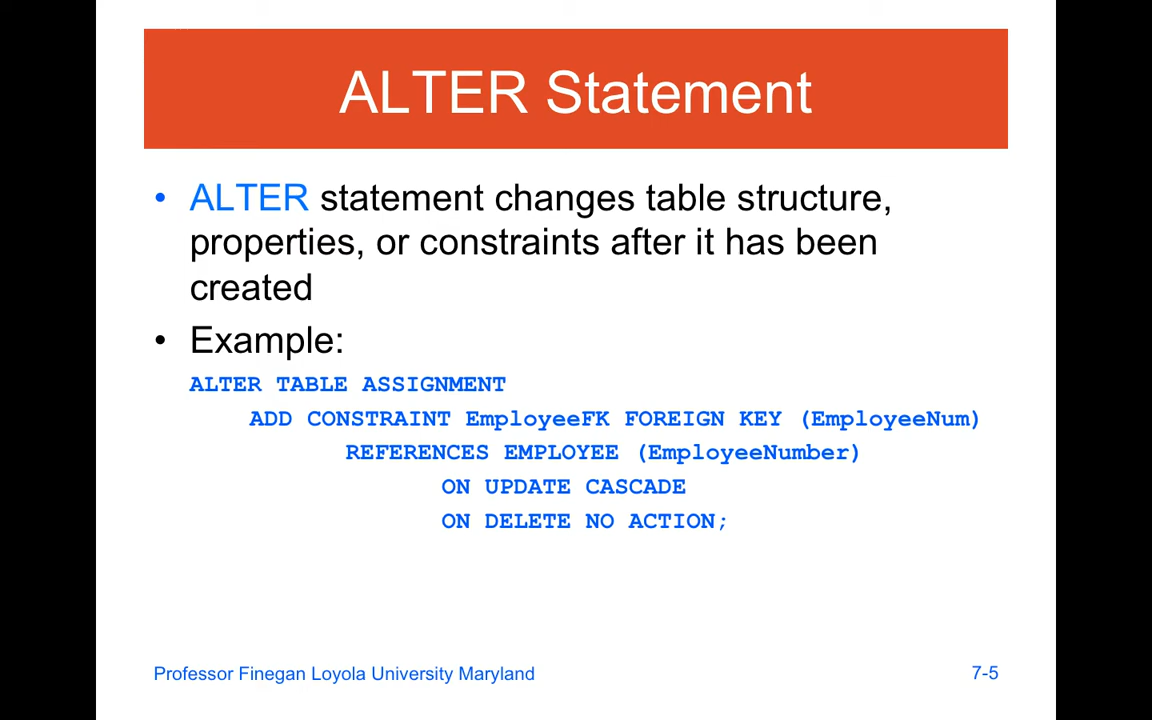 ALTER Statement
• ALTER statement changes table structure,
properties, or constraints after it has been
created
• Example:
ALTER TABLE ASSIGNMENT
ADD CONSTRAINT EmployeeFK FOREIGN KEY (EmployeeNum)
REFERENCES EMPLOYEE (EmployeeNumber)
ON UPDATE CASCADE
ON DELETE NO ACTION;
Professor Finegan Loyola University Maryland
7-5